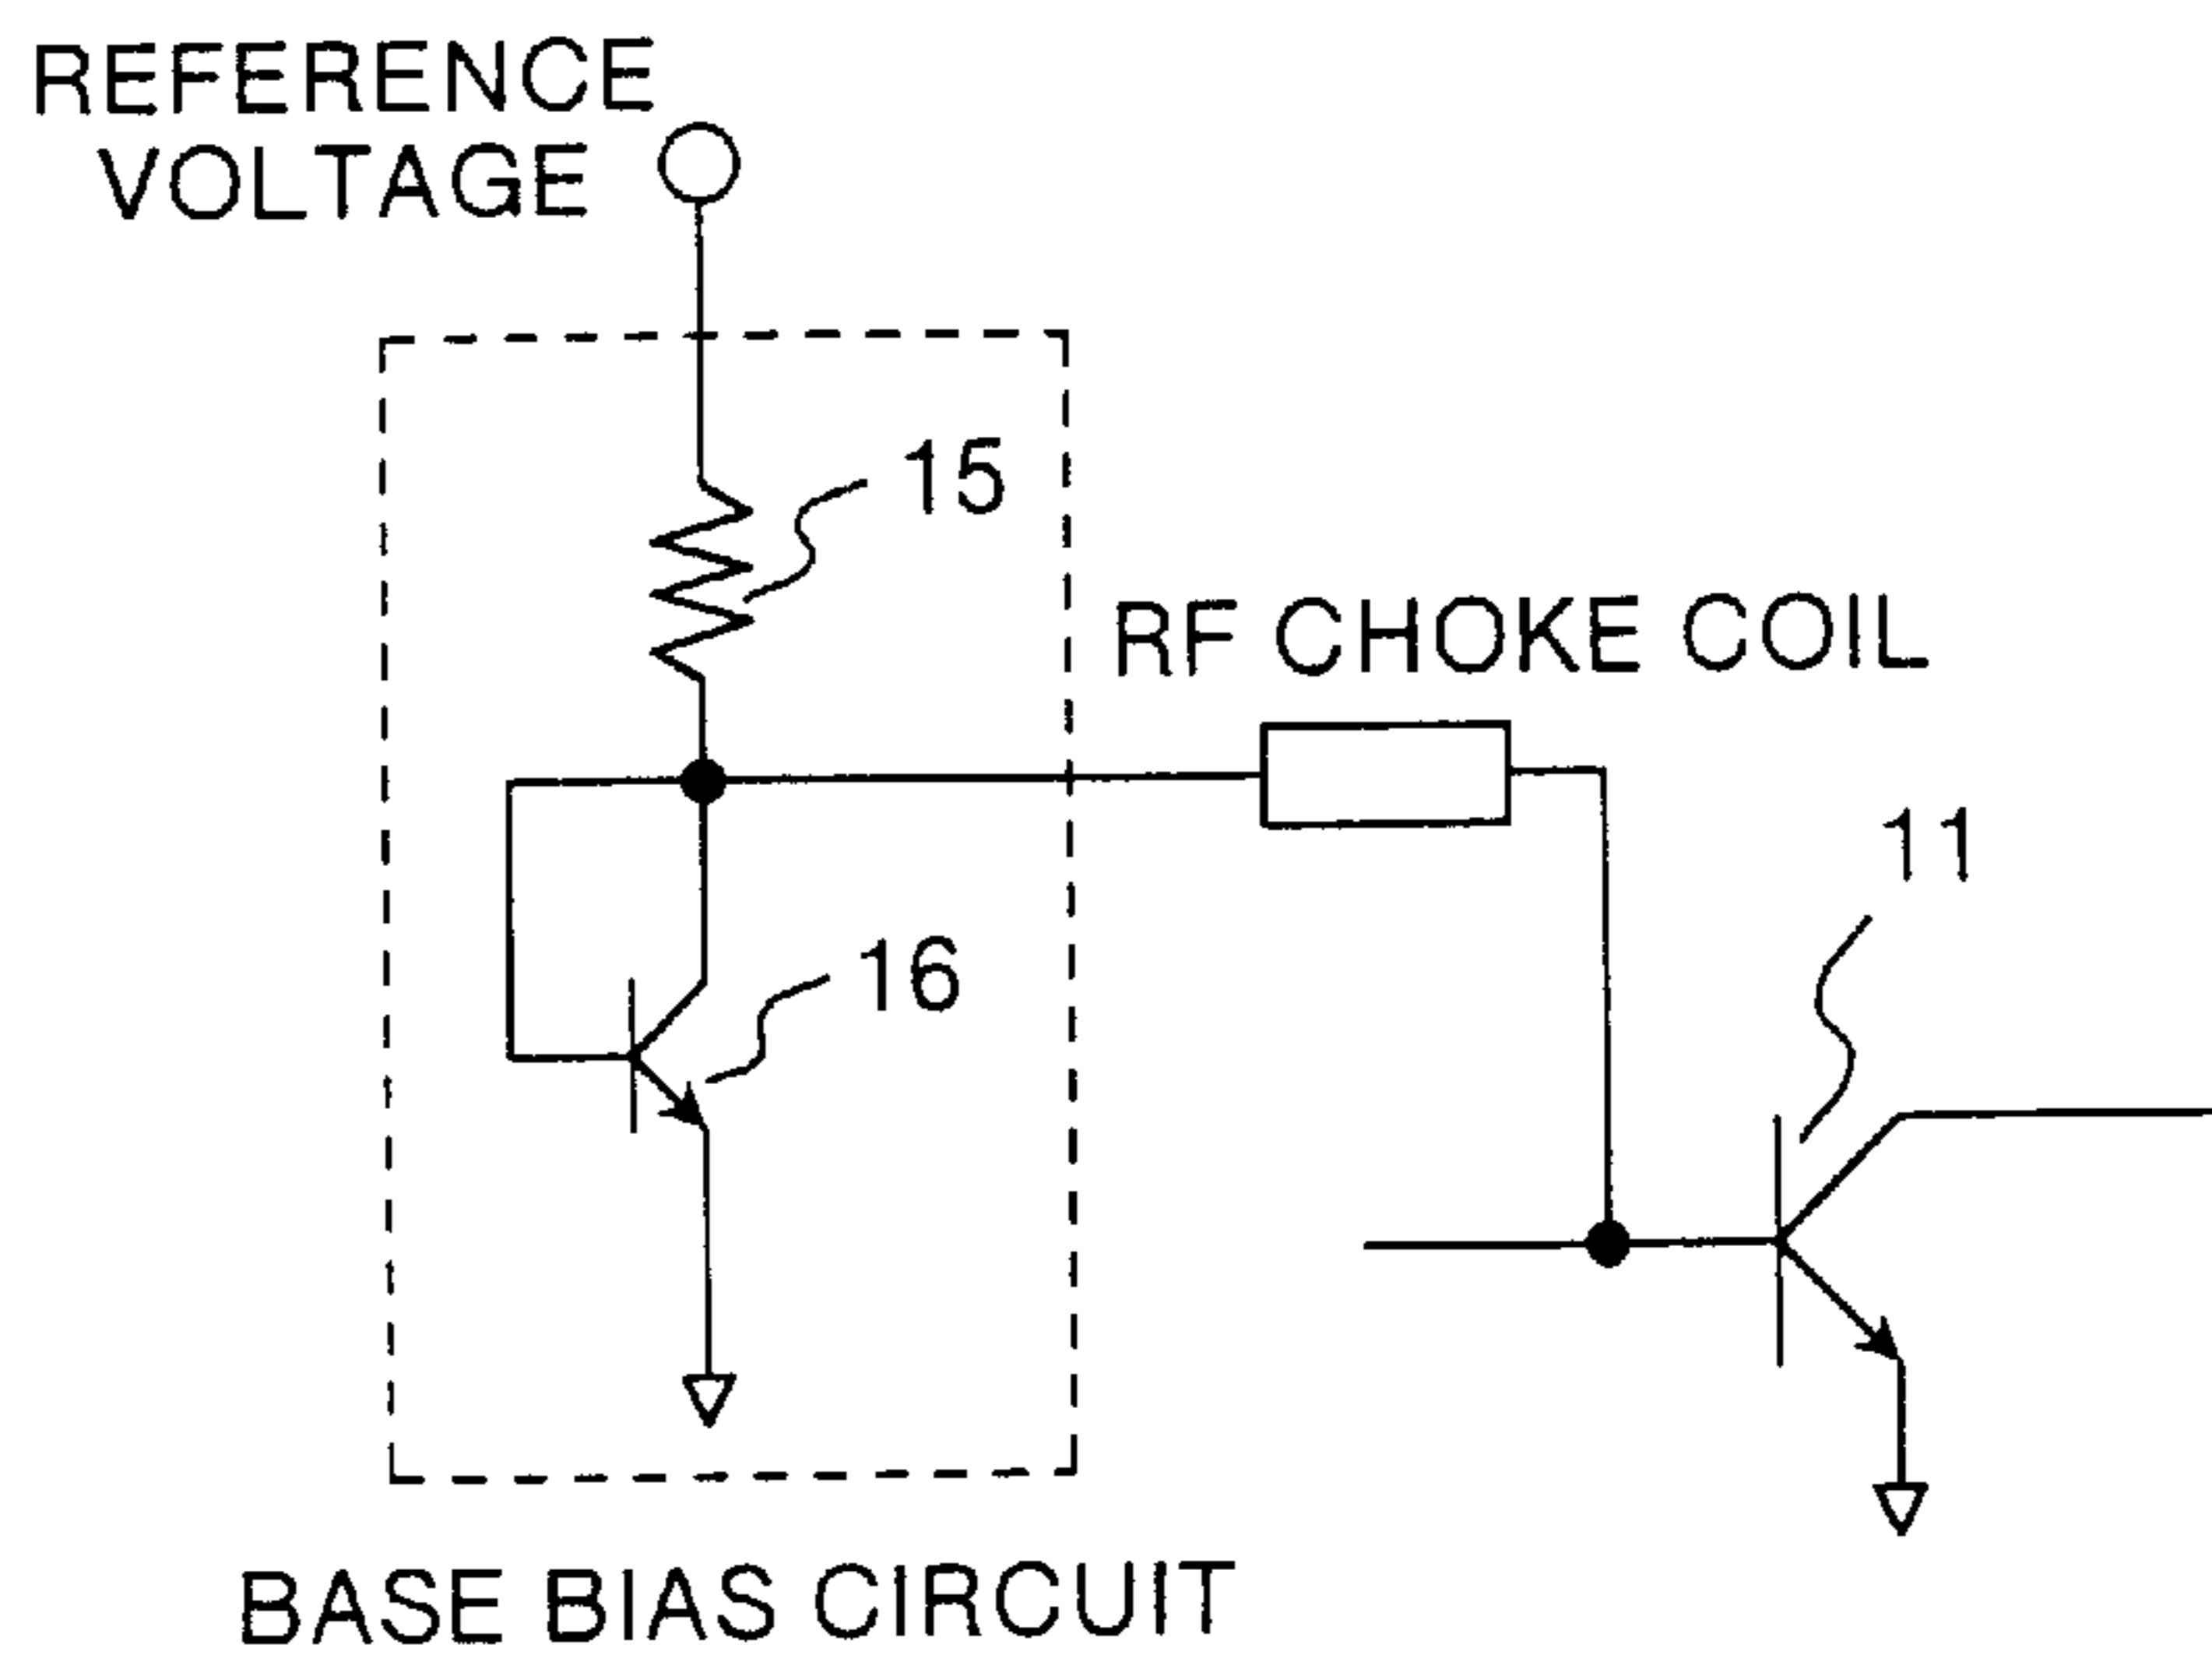 REFERENCE
VOLTAGE
15
RF CHOKE COIL
11
16
BASE BIAS CIRCUIT